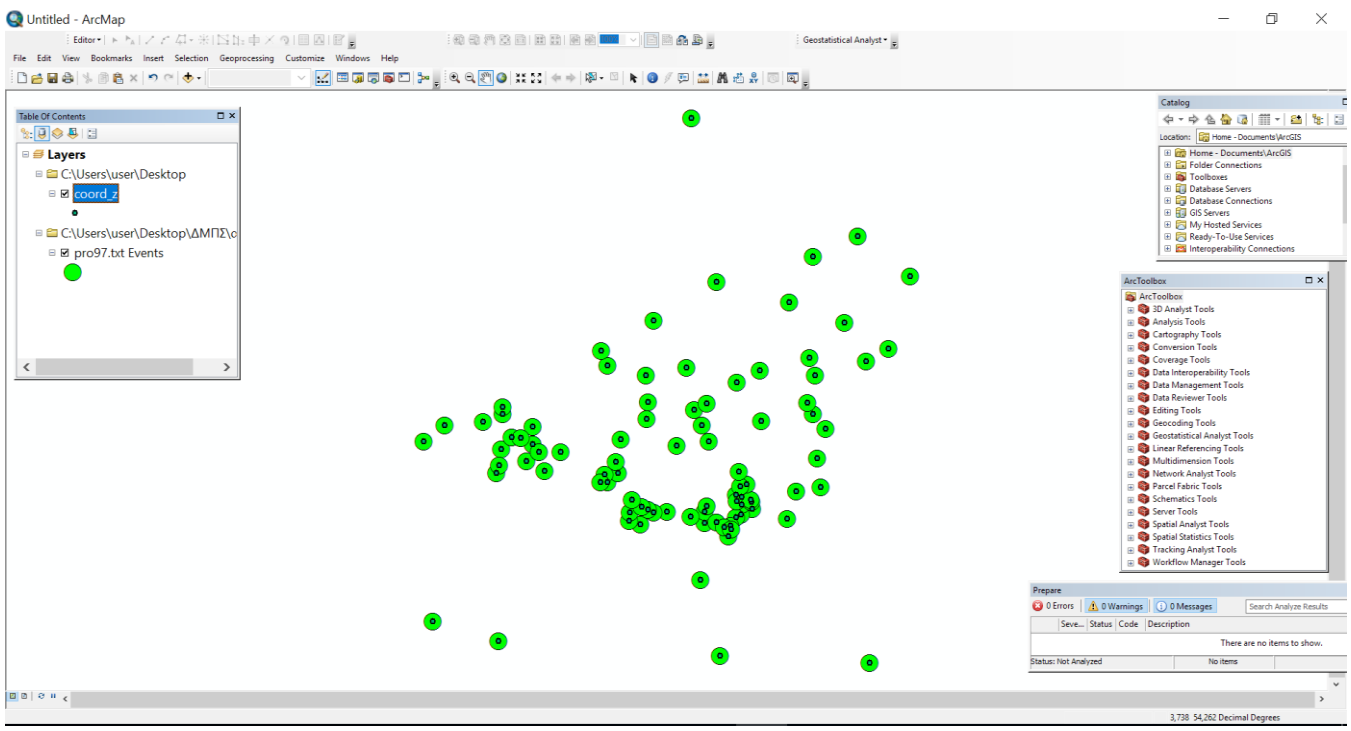 Untitled - ArcMap
Editor
Geostatistical Analyst
File Edit View Bookmarks Insert Selection Geoprocessing Customize Windows Help
Table Of Contents
Layers
C:\Users\user\Desktop
coord_z
C:\Users\user\Desktop\ΔΜΠΣ\
pro97.txt Events
Catalog
Location: Home - Documents\ArcGIS
Home - Documents\ArcGIS
Folder Connections
Toolboxes
Database Servers
Database Connections
GIS Servers
My Hosted Services
Ready-To-Use Services
Interoperability Connections
ArcToolbox
ArcToolbox
3D Analyst Tools
Analysis Tools
Cartography Tools
Conversion Tools
Coverage Tools
Data Interoperability Tools
Data Management Tools
Data Reviewer Tools
Editing Tools
Geocoding Tools
Geostatistical Analyst Tools
Linear Referencing Tools
Multidimension Tools
Network Analyst Tools
Parcel Fabric Tools
Schematics Tools
Server Tools
Spatial Analyst Tools
Spatial Statistics Tools
Tracking Analyst Tools
Workflow Manager Tools
Prepare
0 Errors 0 Warnings 0 Messages Search Analyze Results
Seve... Status Code Description
There are no items to show.
Status: Not Analyzed No items
3,738 54,262 Decimal Degrees